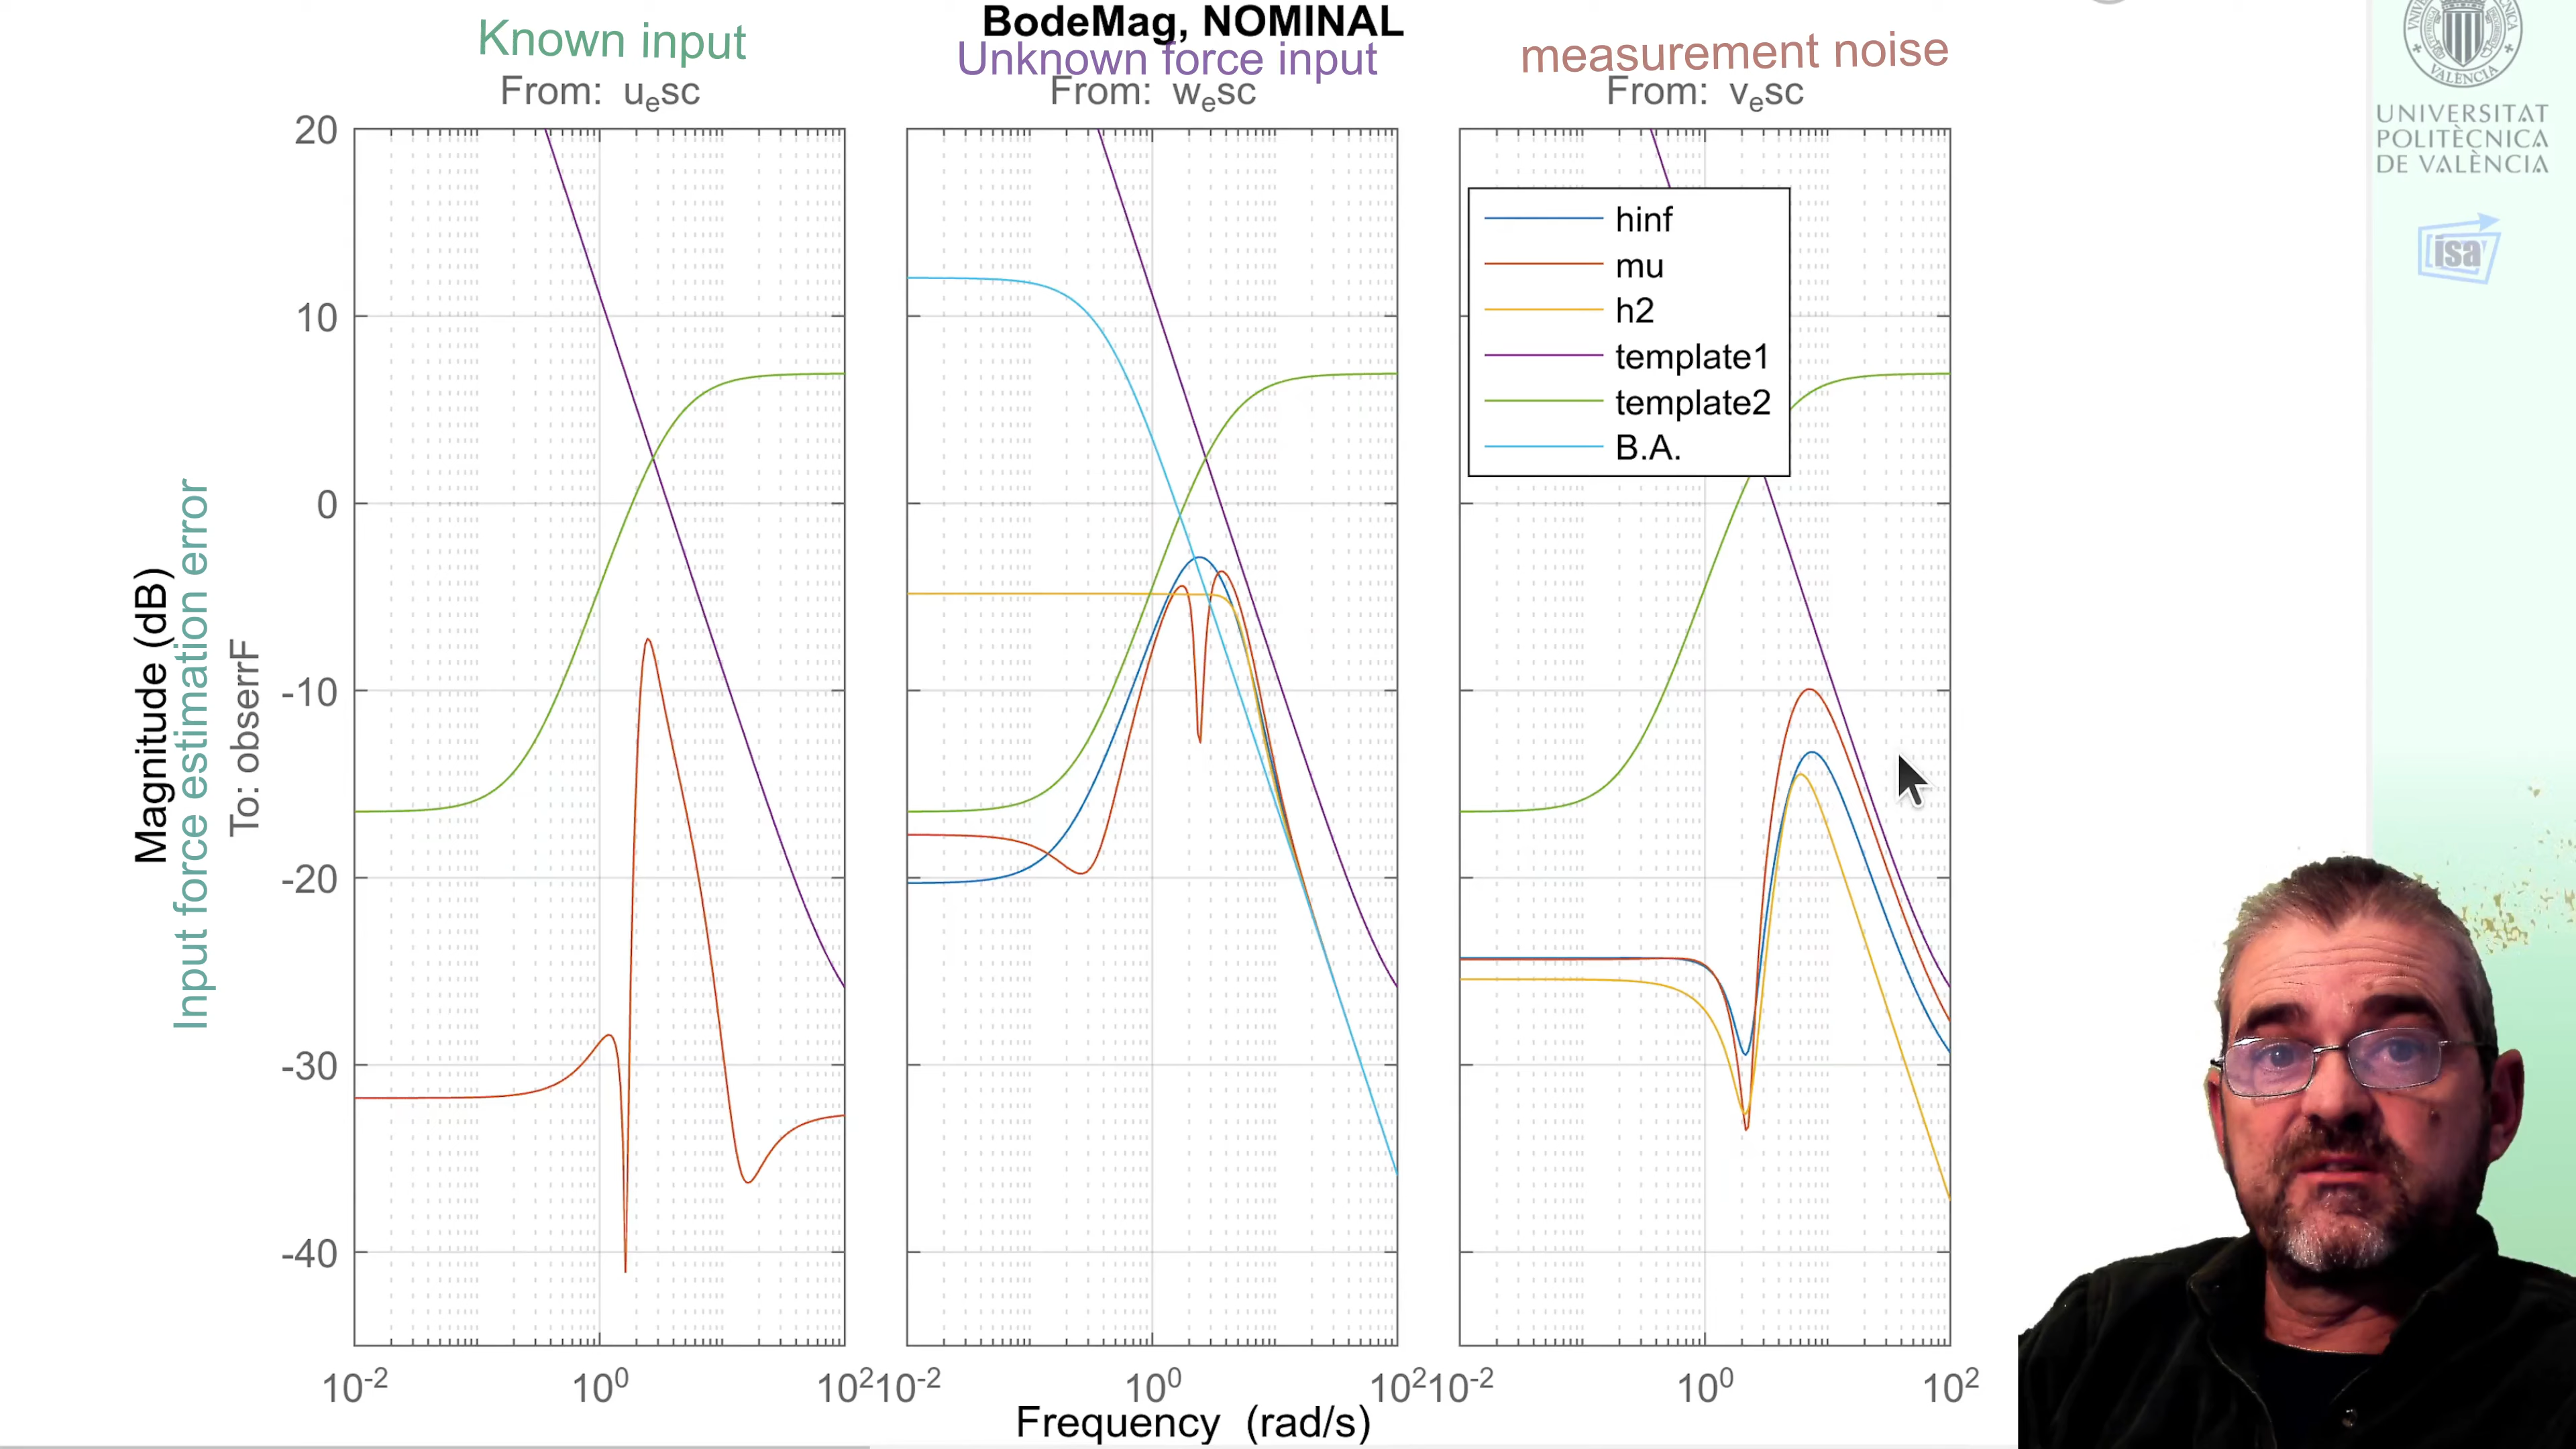 BodeMag, NOMINAL
Known input
Unknown force input
measurement noise
From: uesc
From: wesc
From: vesc
20
10
0
-10
-20
-30
-40
Magnitude (dB)
Input force estimation error
To: obserrF
hinf
mu
h2
template1
template2
B.A.
10-2
100
102
10-2
100
102
10-2
100
102
Frequency (rad/s)
VALÈNCIA
UNIVERSITAT
POLITÈCNICA
DE VALÈNCIA
isa